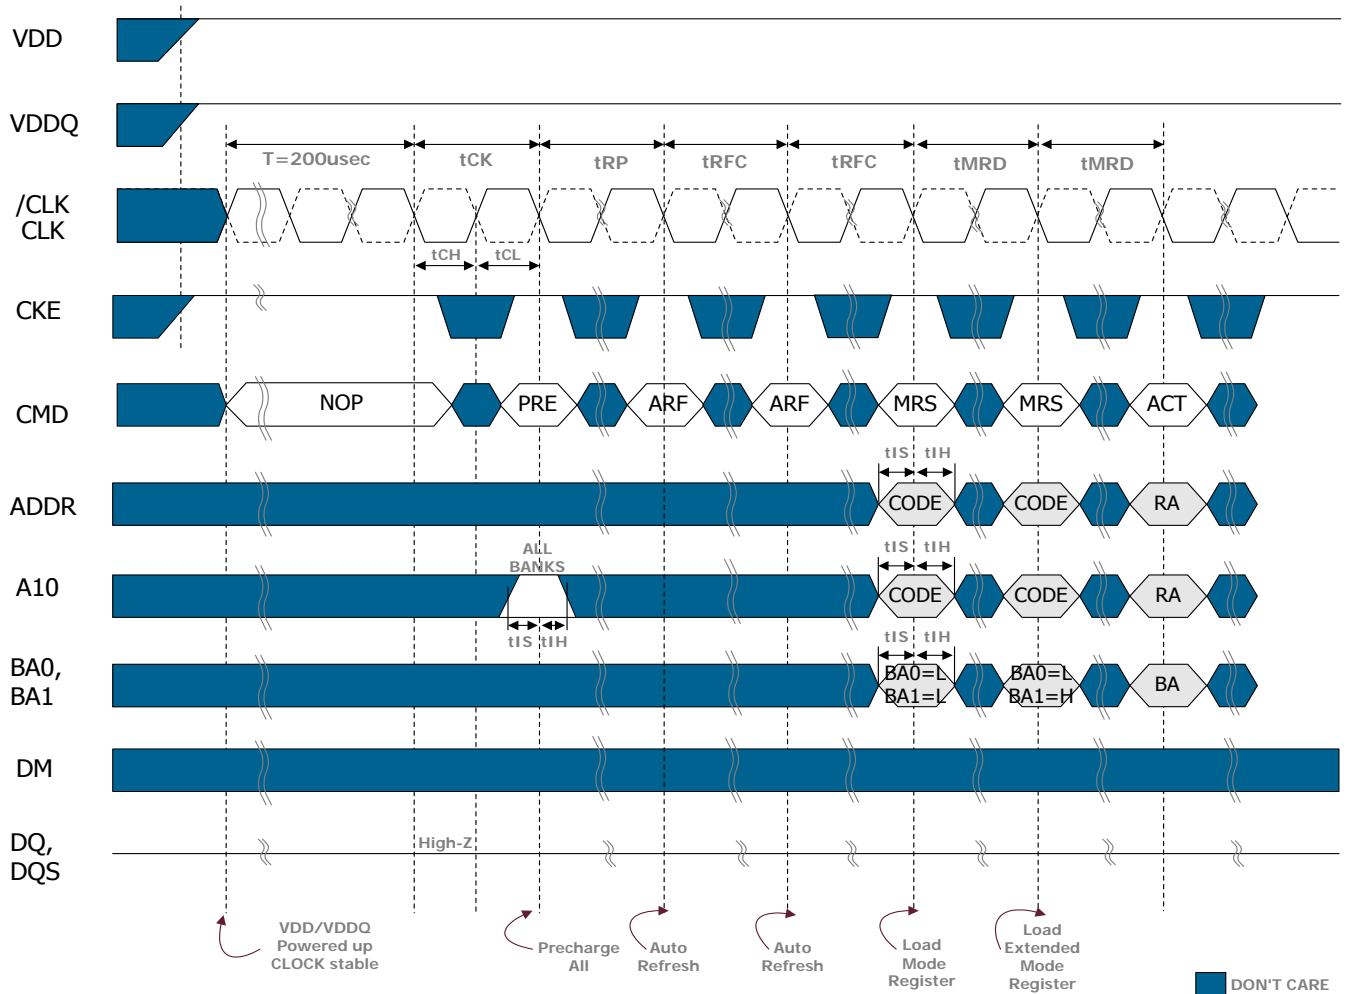 VDD
VDDQ
T=200usec tCK tRP tRFC tRFC tMRD tMRD
/CLK
CLK
tCH tCL
CKE
CMD NOP PRE ARF ARF MRS MRS ACT
tIS tIH
ADDR CODE CODE RA
ALL
BANKS
tIS tIH
A10 CODE CODE RA
tIS tIH
tIS tIH
BA0,
BA1
BA0=L
BA1=L
BA0=L
BA1=H
BA
DM
High-Z
DQ,
DQS
VDD/VDDQ
Powered up
CLOCK stable
Precharge
All
Auto
Refresh
Auto
Refresh
Load
Mode
Register
Load
Extended
Mode
Register
DON'T CARE